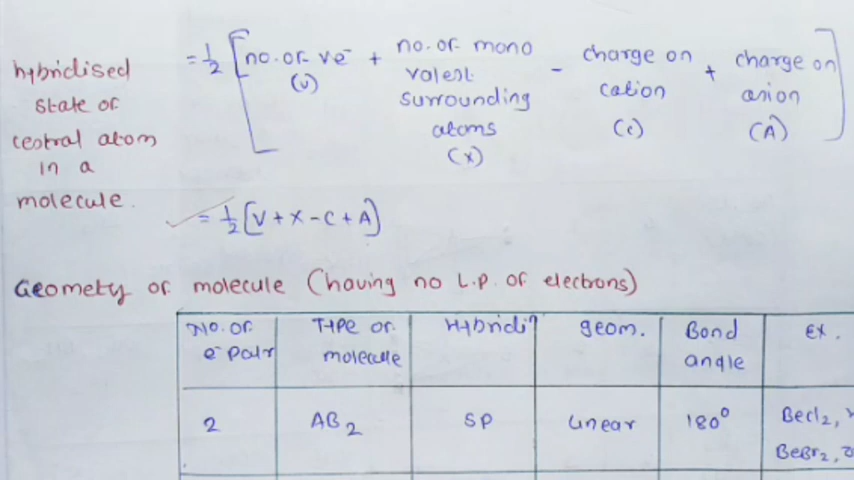 hybridised
state of
central atom
in a
molecule.
= 1/2 [ no. of ve⁻ (V) + no. of mono valent surrounding atoms (X) - charge on cation (C) + charge on anion (A) ]
= 1/2 [V + X - C + A]
Geometry of molecule (having no L.P. of electrons)
No. of e⁻ pair | Type of molecule | Hybridiⁿ | geom. | Bond angle | Ex.
2 | AB₂ | SP | Linear | 180⁰ | BeCl₂,
BeBr₂,